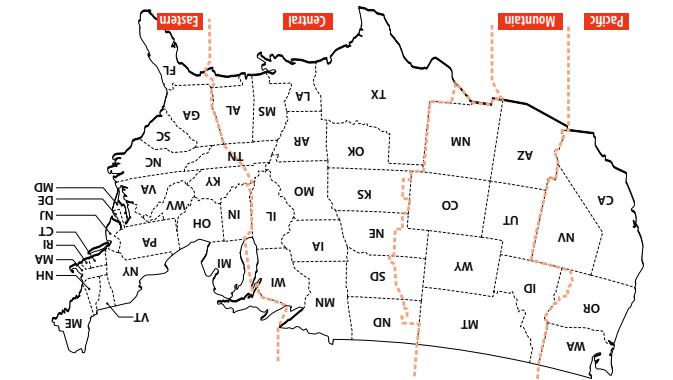 WA
MT
ND
ME
VT
OR
MN
ID
WI
SD
NH
NY
WY
MI
MA
RI
IA
PA
NV
NE
CT
OH
UT
IL
IN
NJ
CO
WV
CA
DE
KS
MO
VA
MD
KY
NC
TN
AZ
OK
NM
AR
SC
GA
MS
AL
LA
TX
FL
Pacific
Mountain
Central
Eastern